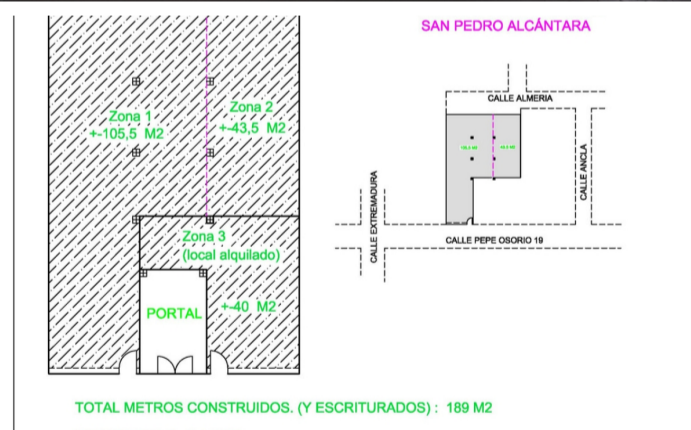 SAN PEDRO ALCÁNTARA
CALLE ALMERIA
Zona 1
+-105,5 M2
Zona 2
+-43,5 M2
CALLE ANCLA
CALLE EXTREMADURA
Zona 3
(local alquilado)
CALLE PEPE OSORIO 19
PORTAL
+-40 M2
TOTAL METROS CONSTRUIDOS. (Y ESCRITURADOS) : 189 M2